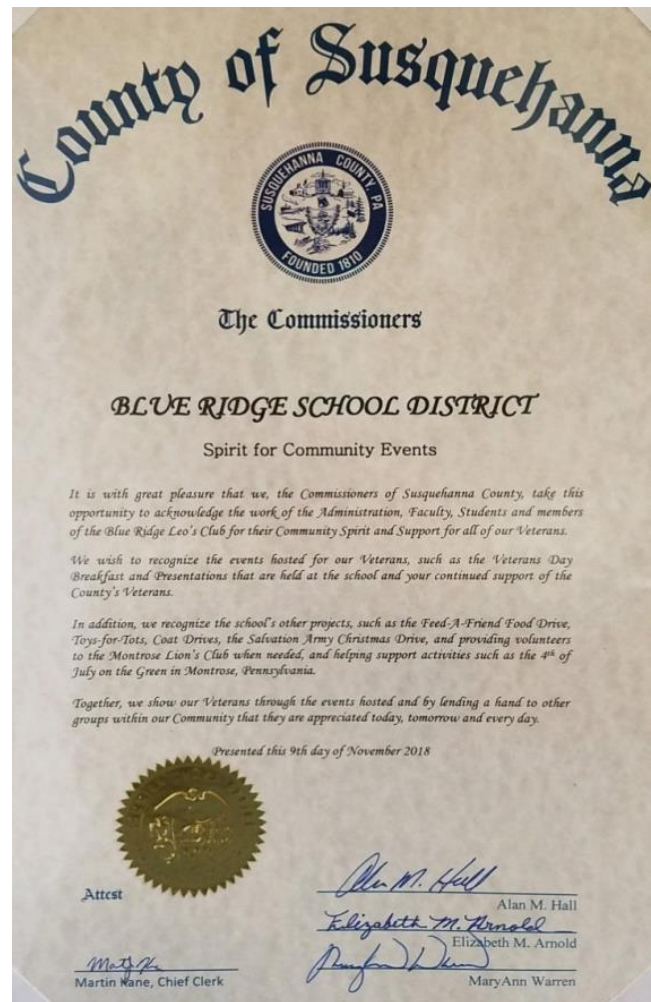 County of Susquehanna
SUSQUEHANNA COUNTY, PA
FOUNDED 1810
The Commissioners
BLUE RIDGE SCHOOL DISTRICT
Spirit for Community Events
It is with great pleasure that we, the Commissioners of Susquehanna County, take this
opportunity to acknowledge the work of the Administration, Faculty, Students and members
of the Blue Ridge Leo's Club for their Community Spirit and Support for all of our Veterans.
We wish to recognize the events hosted for our Veterans, such as the Veterans Day
Breakfast and Presentations that are held at the school and your continued support of the
County's Veterans.
In addition, we recognize the school's other projects, such as the Feed-A-Friend Food Drive,
Toys-for-Tots, Coat Drives, the Salvation Army Christmas Drive, and providing volunteers
to the Montrose Lion's Club when needed, and helping support activities such as the 4th of
July on the Green in Montrose, Pennsylvania.
Together, we show our Veterans through the events hosted and by lending a hand to other
groups within our Community that they are appreciated today, tomorrow and every day.
Presented this 9th day of November 2018
Attest
Alan M. Hall
Alan M. Hall
Elizabeth M. Arnold
Elizabeth M. Arnold
Martin Kane, Chief Clerk
MaryAnn Warren